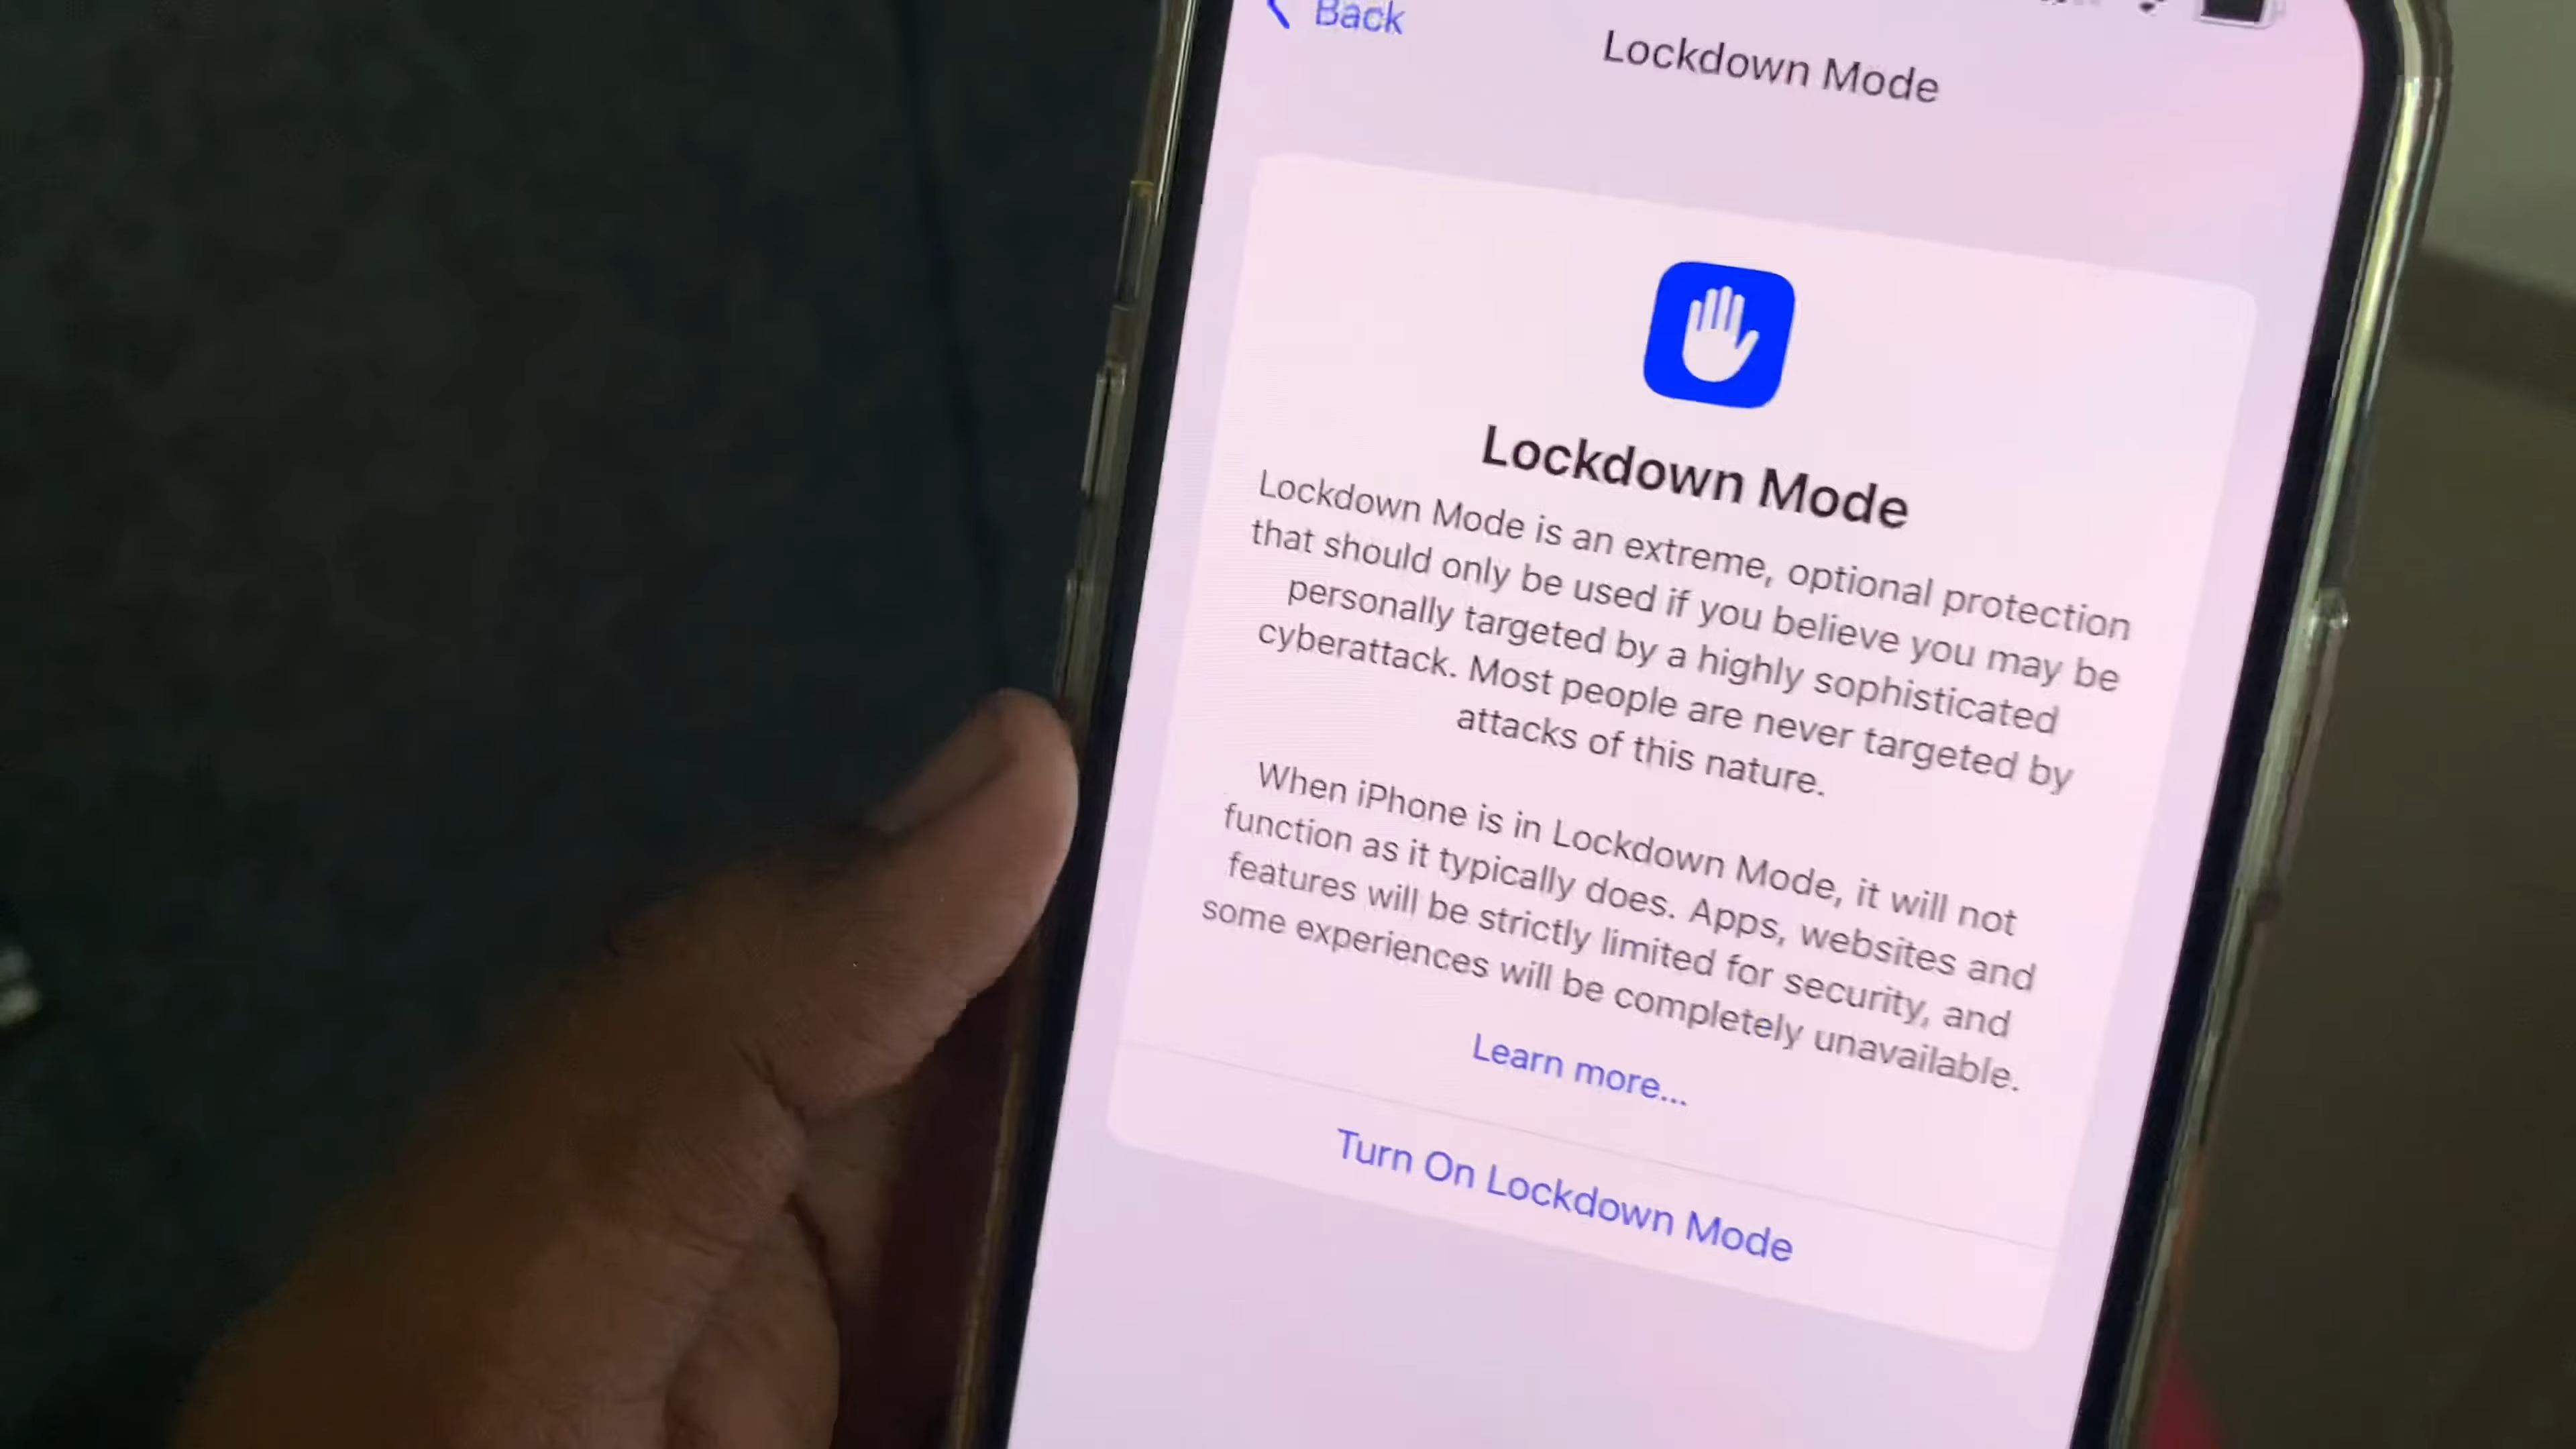 Back
Lockdown Mode
Lockdown Mode
Lockdown Mode is an extreme, optional protection
that should only be used if you believe you may be
personally targeted by a highly sophisticated
cyberattack. Most people are never targeted by
attacks of this nature.
When iPhone is in Lockdown Mode, it will not
function as it typically does. Apps, websites and
features will be strictly limited for security, and
some experiences will be completely unavailable.
Learn more...
Turn On Lockdown Mode